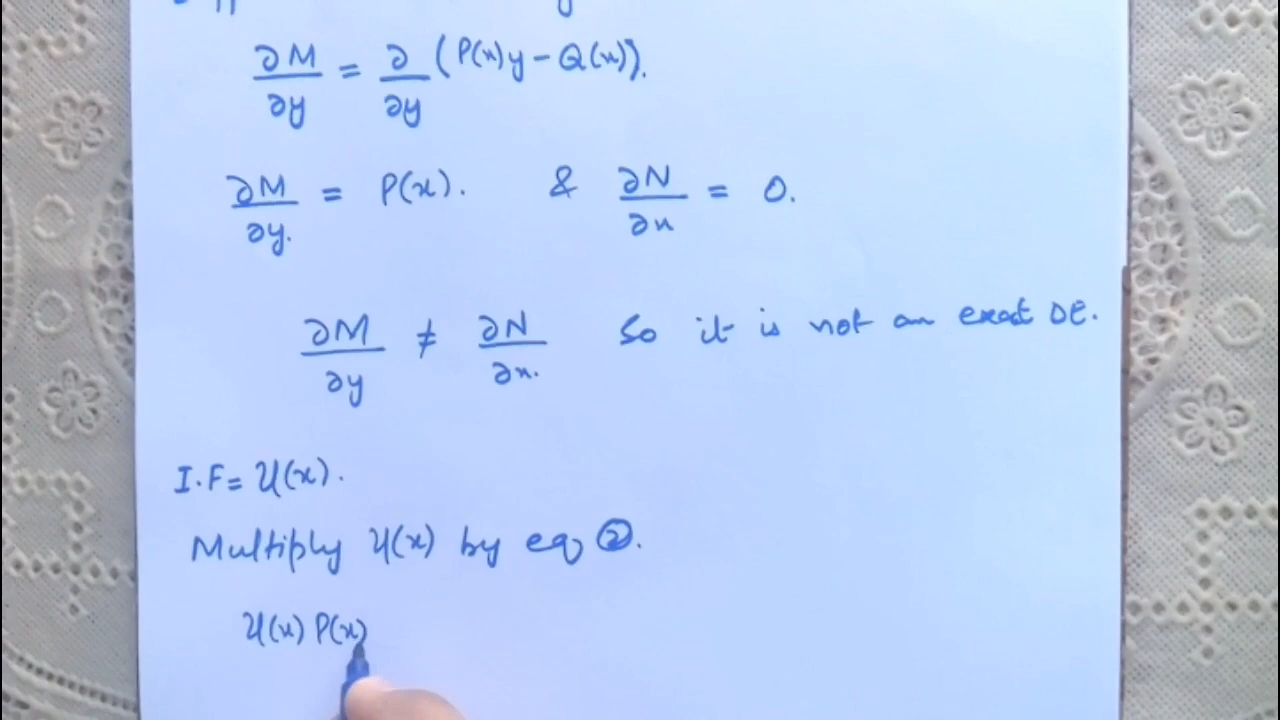 ∂M/∂y = ∂/∂y (P(x)y - Q(x)).
∂M/∂y. = P(x). & ∂N/∂x = 0.
∂M/∂y ≠ ∂N/∂x. So it is not an exact DE.
I.F = U(x).
Multiply U(x) by eq ②.
U(x) P(x)